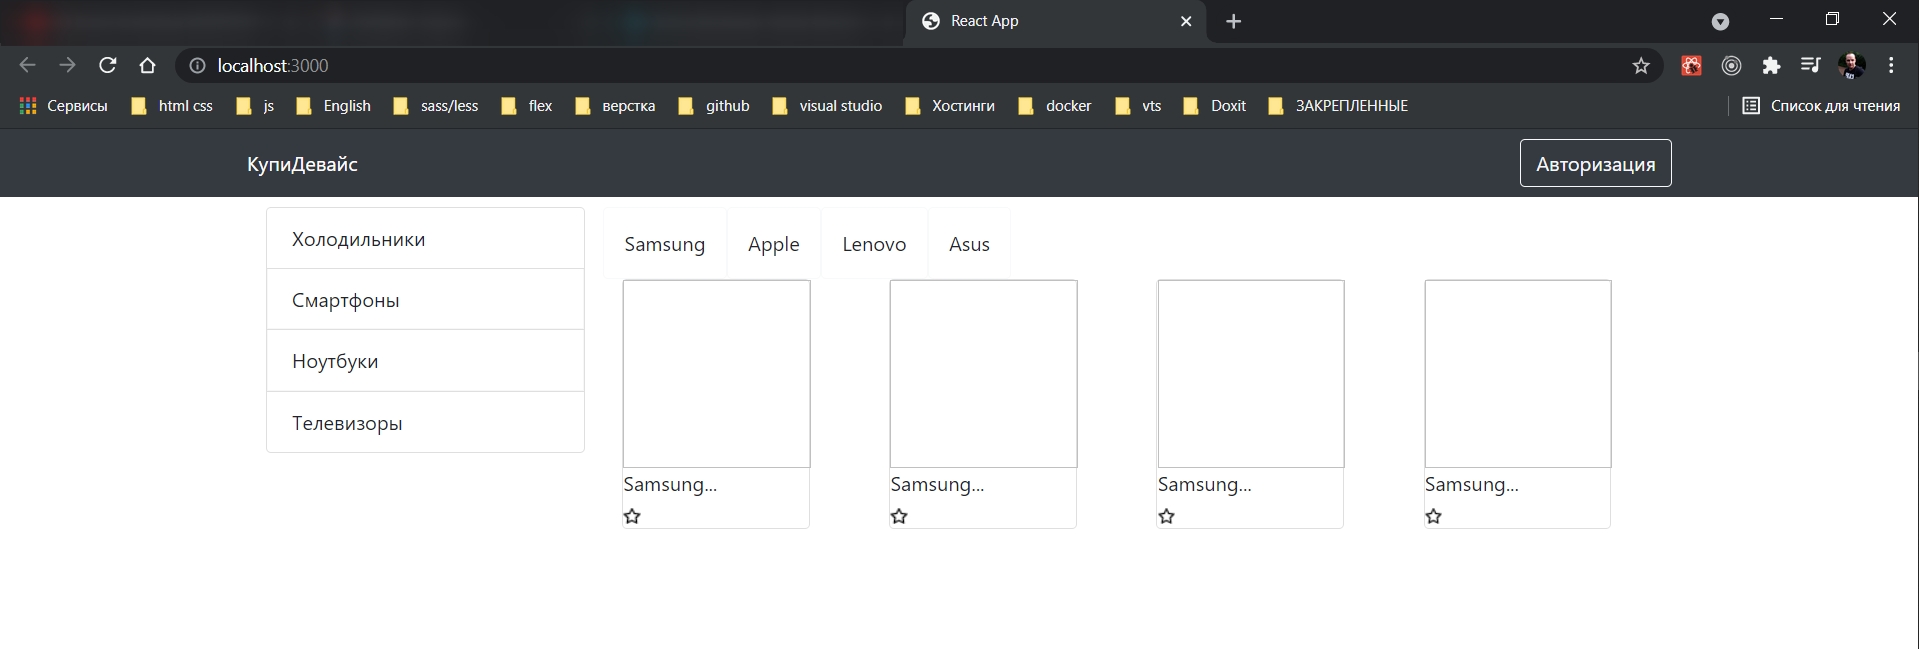 React App
localhost:3000
Сервисы html css js English sass/less flex верстка github visual studio Хостинги docker vts Doxit ЗАКРЕПЛЕННЫЕ Список для чтения
КупиДевайс Авторизация
Холодильники
Смартфоны
Ноутбуки
Телевизоры
Samsung Apple Lenovo Asus
Samsung... Samsung... Samsung... Samsung...